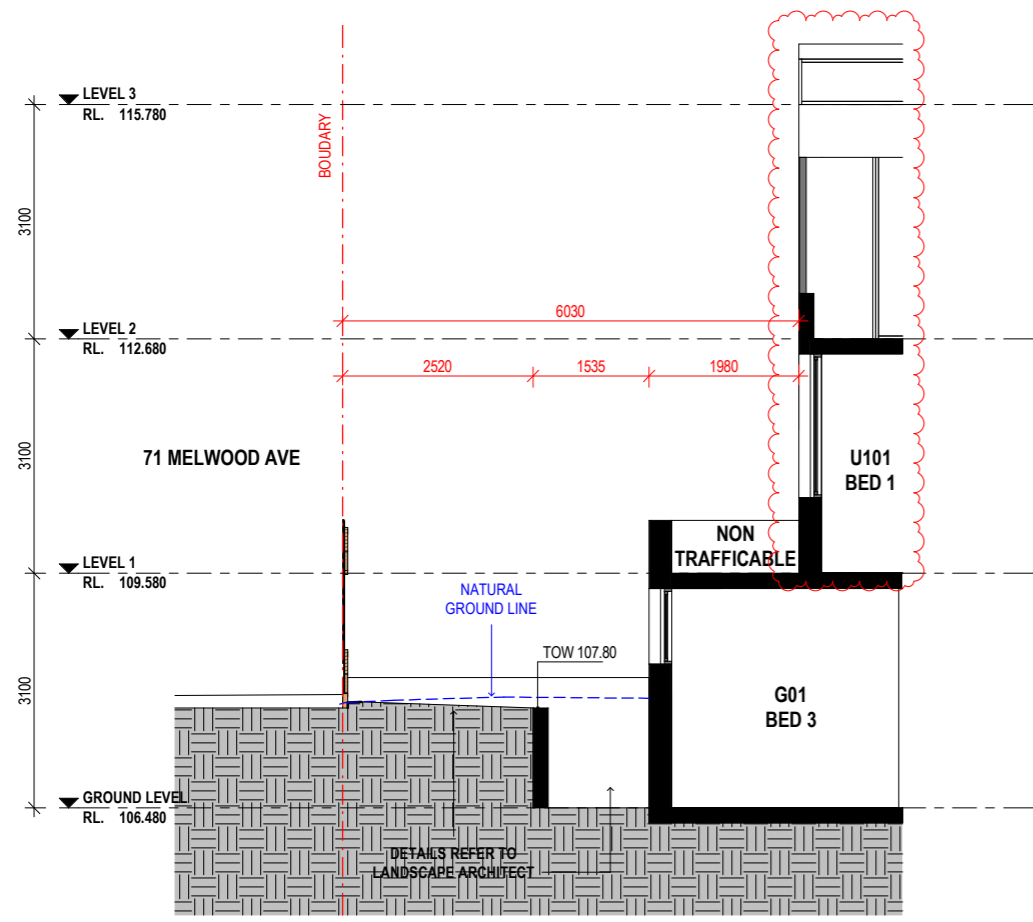 LEVEL 3
RL. 115.780
BOUDARY
3100
6030
LEVEL 2
RL. 112.680
2520
1535
1980
3100
71 MELWOOD AVE
U101
BED 1
NON
TRAFFICABLE
LEVEL 1
RL. 109.580
NATURAL
GROUND LINE
TOW 107.80
3100
G01
BED 3
GROUND LEVEL
RL. 106.480
DETAILS REFER TO
LANDSCAPE ARCHITECT